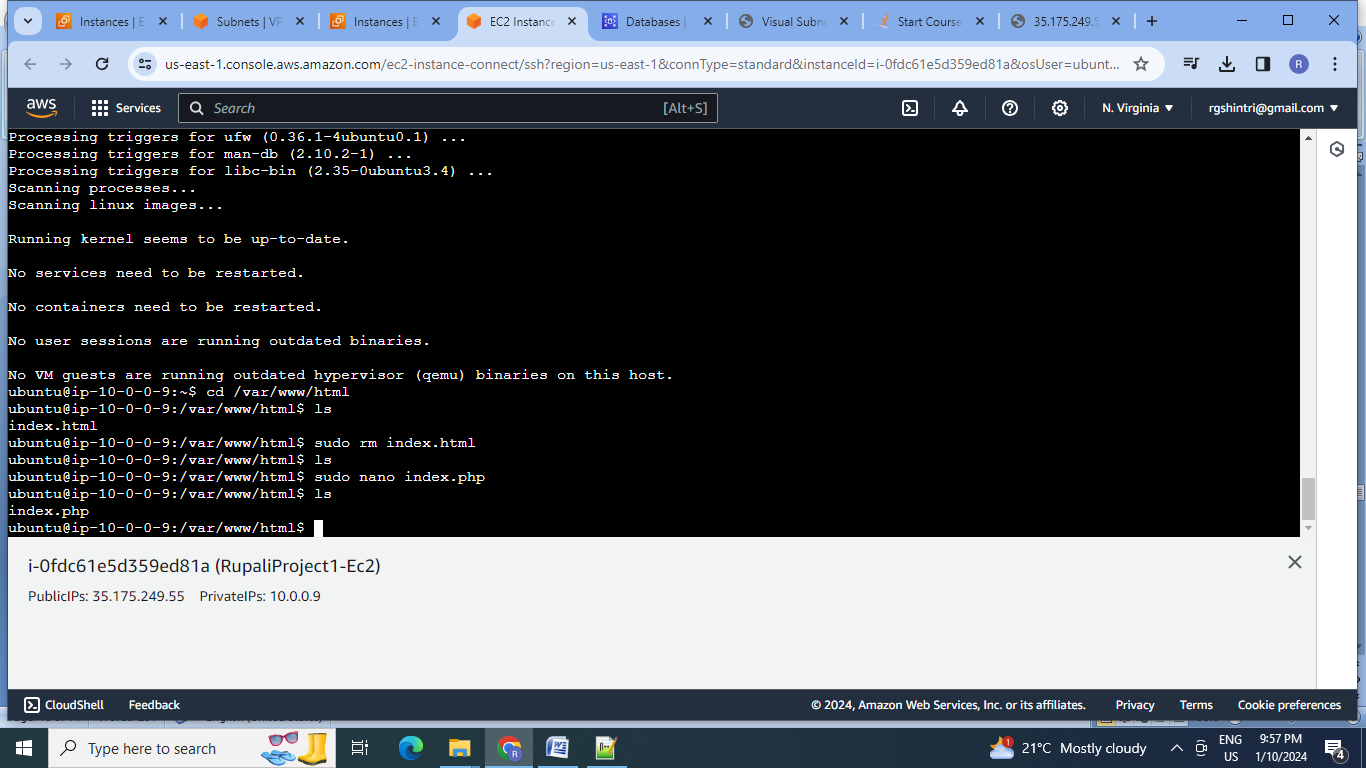 Instances | E
Subnets | VP
Instances | E
EC2 Instance
Databases |
Visual Subn
Start Course
35.175.249.5
us-east-1.console.aws.amazon.com/ec2-instance-connect/ssh?region=us-east-1&connType=standard&instanceId=i-0fdc61e5d359ed81a&osUser=ubunt...
R
aws
Services
Search
[Alt+S]
N. Virginia
rgshintri@gmail.com
Processing triggers for ufw (0.36.1-4ubuntu0.1) ...
Processing triggers for man-db (2.10.2-1) ...
Processing triggers for libc-bin (2.35-0ubuntu3.4) ...
Scanning processes...
Scanning linux images...
Running kernel seems to be up-to-date.
No services need to be restarted.
No containers need to be restarted.
No user sessions are running outdated binaries.
No VM guests are running outdated hypervisor (qemu) binaries on this host.
ubuntu@ip-10-0-0-9:~$ cd /var/www/html
ubuntu@ip-10-0-0-9:/var/www/html$ ls
index.html
ubuntu@ip-10-0-0-9:/var/www/html$ sudo rm index.html
ubuntu@ip-10-0-0-9:/var/www/html$ ls
ubuntu@ip-10-0-0-9:/var/www/html$ sudo nano index.php
ubuntu@ip-10-0-0-9:/var/www/html$ ls
index.php
ubuntu@ip-10-0-0-9:/var/www/html$
i-0fdc61e5d359ed81a (RupaliProject1-Ec2)
PublicIPs: 35.175.249.55 PrivateIPs: 10.0.0.9
CloudShell
Feedback
© 2024, Amazon Web Services, Inc. or its affiliates.
Privacy
Terms
Cookie preferences
Type here to search
1
21°C Mostly cloudy
ENG
US
9:57 PM
1/10/2024
4